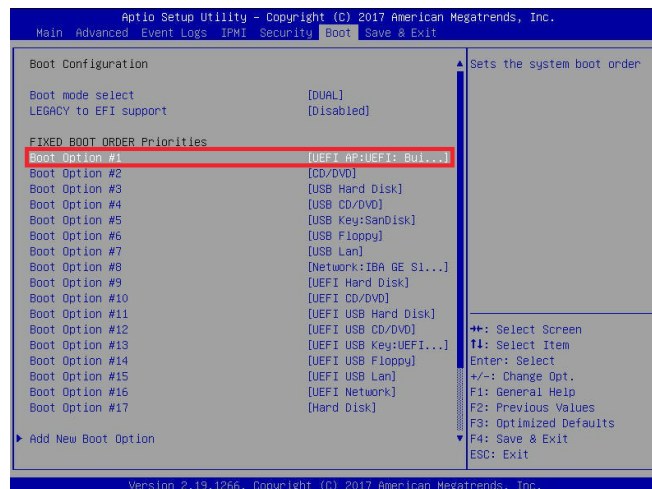 Aptio Setup Utility – Copyright (C) 2017 American Megatrends, Inc.
Main Advanced Event Logs IPMI Security Boot Save & Exit
Boot Configuration
Boot mode select [DUAL]
LEGACY to EFI support [Disabled]
FIXED BOOT ORDER Priorities
Boot Option #1 [UEFI AP:UEFI: Bui...]
Boot Option #2 [CD/DVD]
Boot Option #3 [USB Hard Disk]
Boot Option #4 [USB CD/DVD]
Boot Option #5 [USB Key:SanDisk]
Boot Option #6 [USB Floppy]
Boot Option #7 [USB Lan]
Boot Option #8 [Network:IBA GE Sl...]
Boot Option #9 [UEFI Hard Disk]
Boot Option #10 [UEFI CD/DVD]
Boot Option #11 [UEFI USB Hard Disk]
Boot Option #12 [UEFI USB CD/DVD]
Boot Option #13 [UEFI USB Key:UEFI...]
Boot Option #14 [UEFI USB Floppy]
Boot Option #15 [UEFI USB Lan]
Boot Option #16 [UEFI Network]
Boot Option #17 [Hard Disk]
Add New Boot Option
Sets the system boot order
→←: Select Screen
↑↓: Select Item
Enter: Select
+/-: Change Opt.
F1: General Help
F2: Previous Values
F3: Optimized Defaults
F4: Save & Exit
ESC: Exit
Version 2.19.1266. Copyright (C) 2017 American Megatrends, Inc.